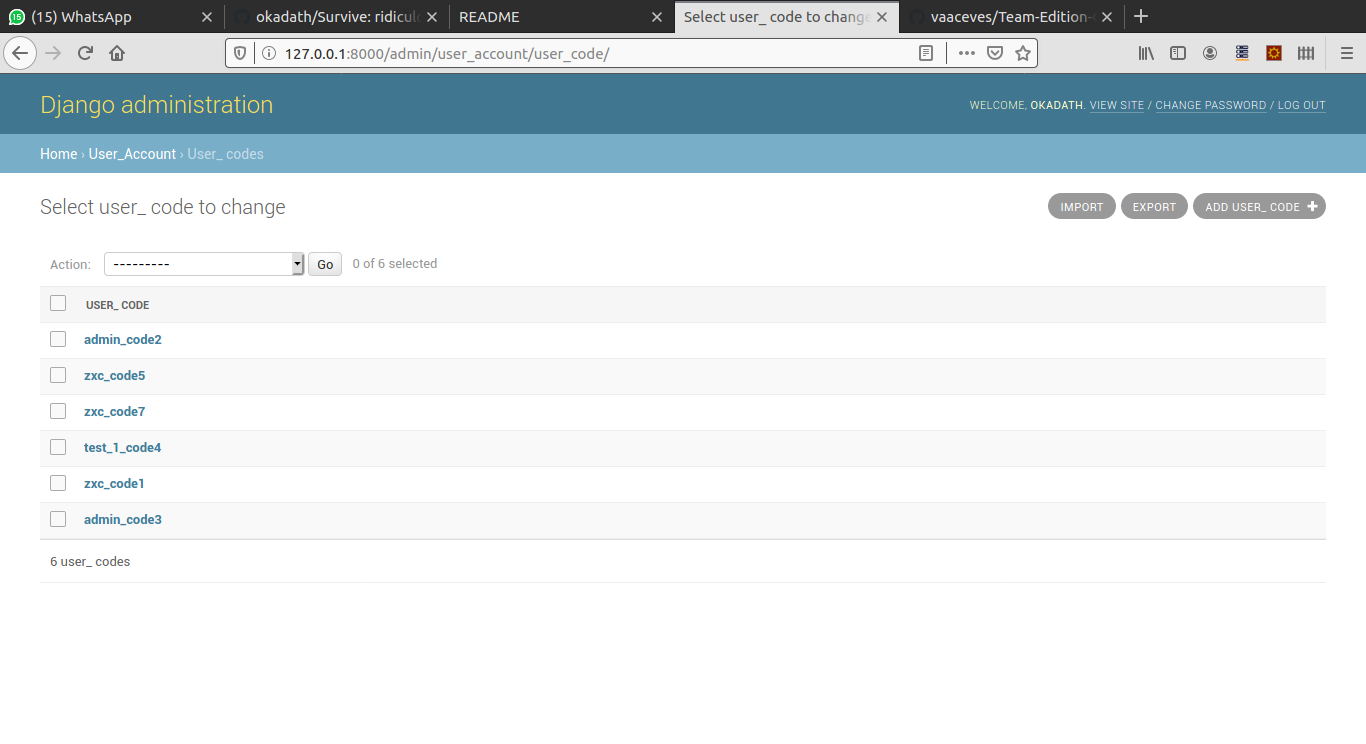 (15) WhatsApp
okadath/Survive: ridicul
README
Select user_ code to change
vaaceves/Team-Edition-
127.0.0.1:8000/admin/user_account/user_code/
Django administration
WELCOME, OKADATH. VIEW SITE / CHANGE PASSWORD / LOG OUT
Home › User_Account › User_ codes
Select user_ code to change
IMPORT
EXPORT
ADD USER_ CODE +
Action: --------- Go 0 of 6 selected
USER_ CODE
admin_code2
zxc_code5
zxc_code7
test_1_code4
zxc_code1
admin_code3
6 user_ codes